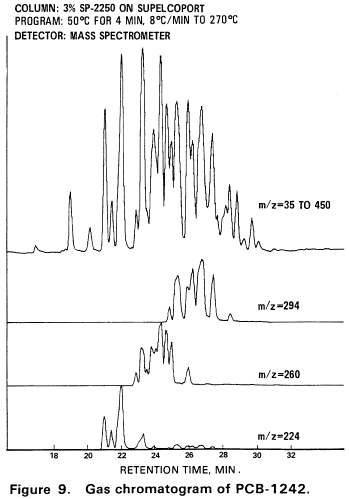 COLUMN: 3% SP-2250 ON SUPELCOPORT
PROGRAM: 50°C FOR 4 MIN, 8°C/MIN TO 270°C
DETECTOR: MASS SPECTROMETER
m/z=35 TO 450
m/z=294
m/z=260
m/z=224
18 20 22 24 26 28 30 32
RETENTION TIME, MIN.
Figure 9. Gas chromatogram of PCB-1242.